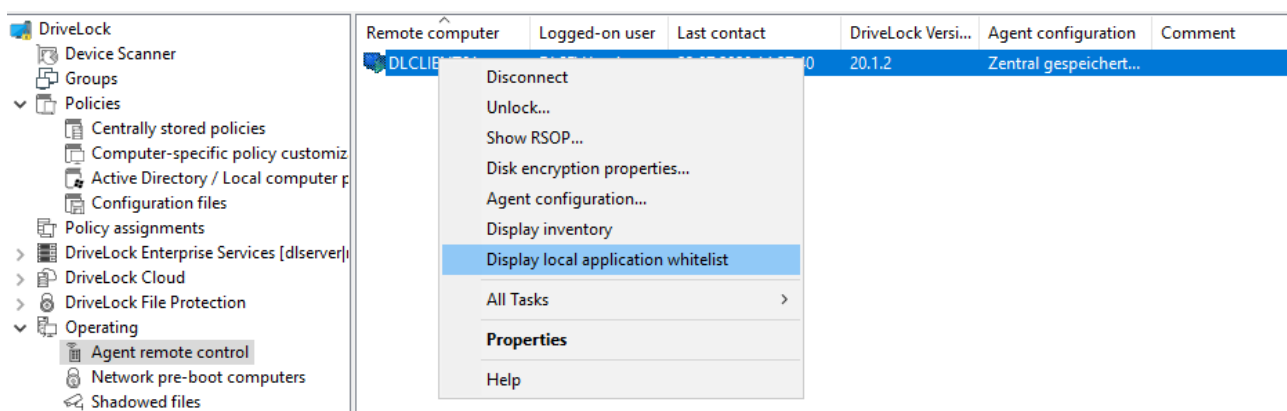 DriveLock
Device Scanner
Groups
Policies
Centrally stored policies
Computer-specific policy customiz
Active Directory / Local computer p
Configuration files
Policy assignments
DriveLock Enterprise Services [dlserver|
DriveLock Cloud
DriveLock File Protection
Operating
Agent remote control
Network pre-boot computers
Shadowed files
Remote computer Logged-on user Last contact DriveLock Versi... Agent configuration Comment
20.1.2 Zentral gespeichert...
Disconnect
Unlock...
Show RSOP...
Disk encryption properties...
Agent configuration...
Display inventory
Display local application whitelist
All Tasks
Properties
Help